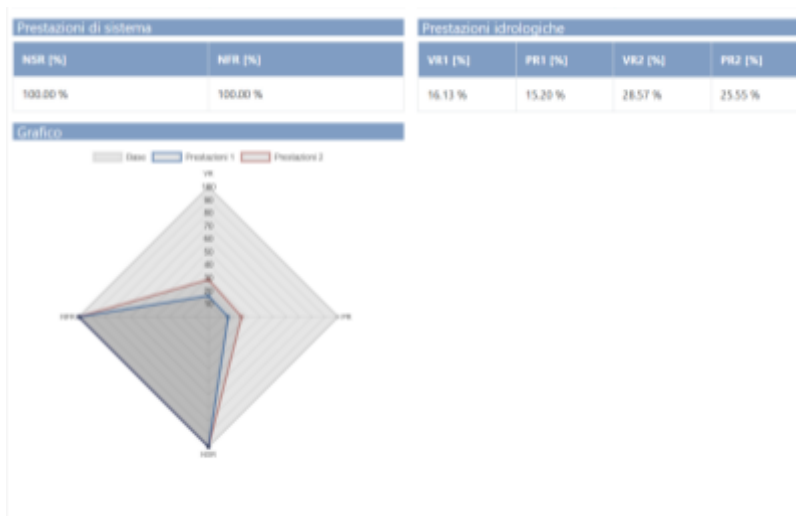 Prestazioni di sistema
NSR [%] NFR [%]
100.00 % 100.00 %
Prestazioni idrologiche
VR1 [%] PR1 [%] VR2 [%] PR2 [%]
16.13 % 15.20 % 28.57 % 25.55 %
Grafico
Base Prestazioni 1 Prestazioni 2
VR
100
90
80
70
60
50
40
30
20
10
NFR PR
NSR